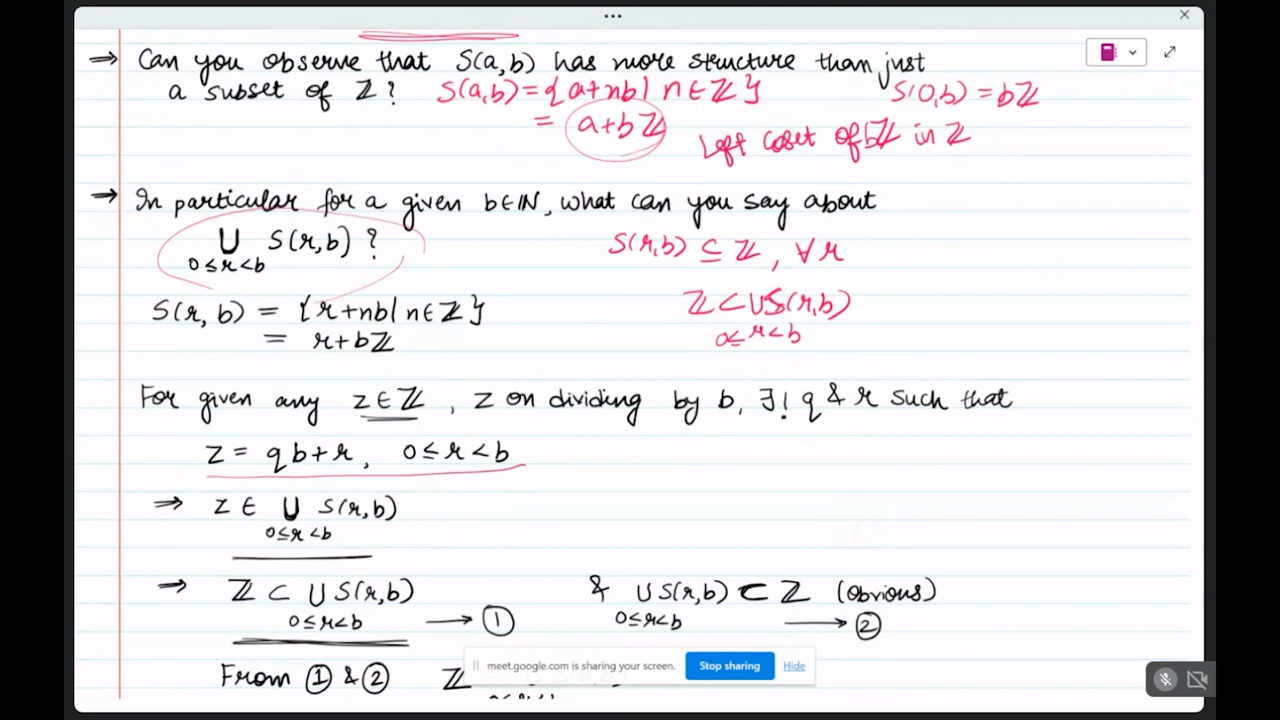 ⇒ Can you observe that S(a,b) has more structure than just
a subset of ℤ? S(a,b) = {a+nb| n∈ℤ} S(0,b) = bℤ
= a+bℤ Left coset of bℤ in ℤ
⇒ In particular for a given b∈ℕ, what can you say about
∪ S(r,b) ? S(r,b) ⊆ ℤ, ∀r
0≤r<b
S(r,b) = {r+nb| n∈ℤ} ℤ ⊂ ∪S(r,b)
= r+bℤ 0≤r<b
For given any z∈ℤ, z on dividing by b, ∃! q & r such that
z = qb+r, 0≤r<b
⇒ z ∈ ∪ S(r,b)
0≤r<b
⇒ ℤ ⊂ ∪ S(r,b) & ∪ S(r,b) ⊂ ℤ (obvious)
0≤r<b → ① 0≤r<b → ②
From ① & ② ℤ
meet.google.com is sharing your screen. Stop sharing Hide